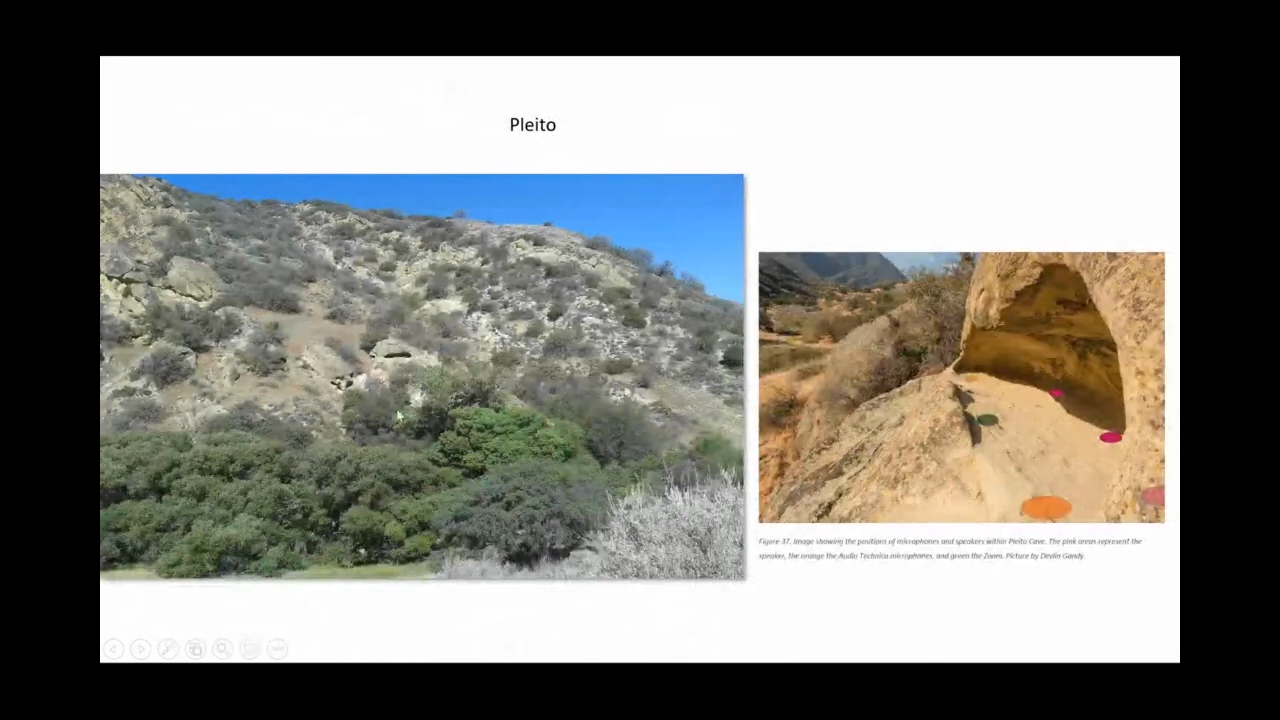 Pleito
Figure 37. Image showing the positions of microphones and speakers within Pleito Cave. The pink areas represent the
speaker, the orange the Audio Technica microphones, and green the Zoom. Picture by Devlin Gandy.